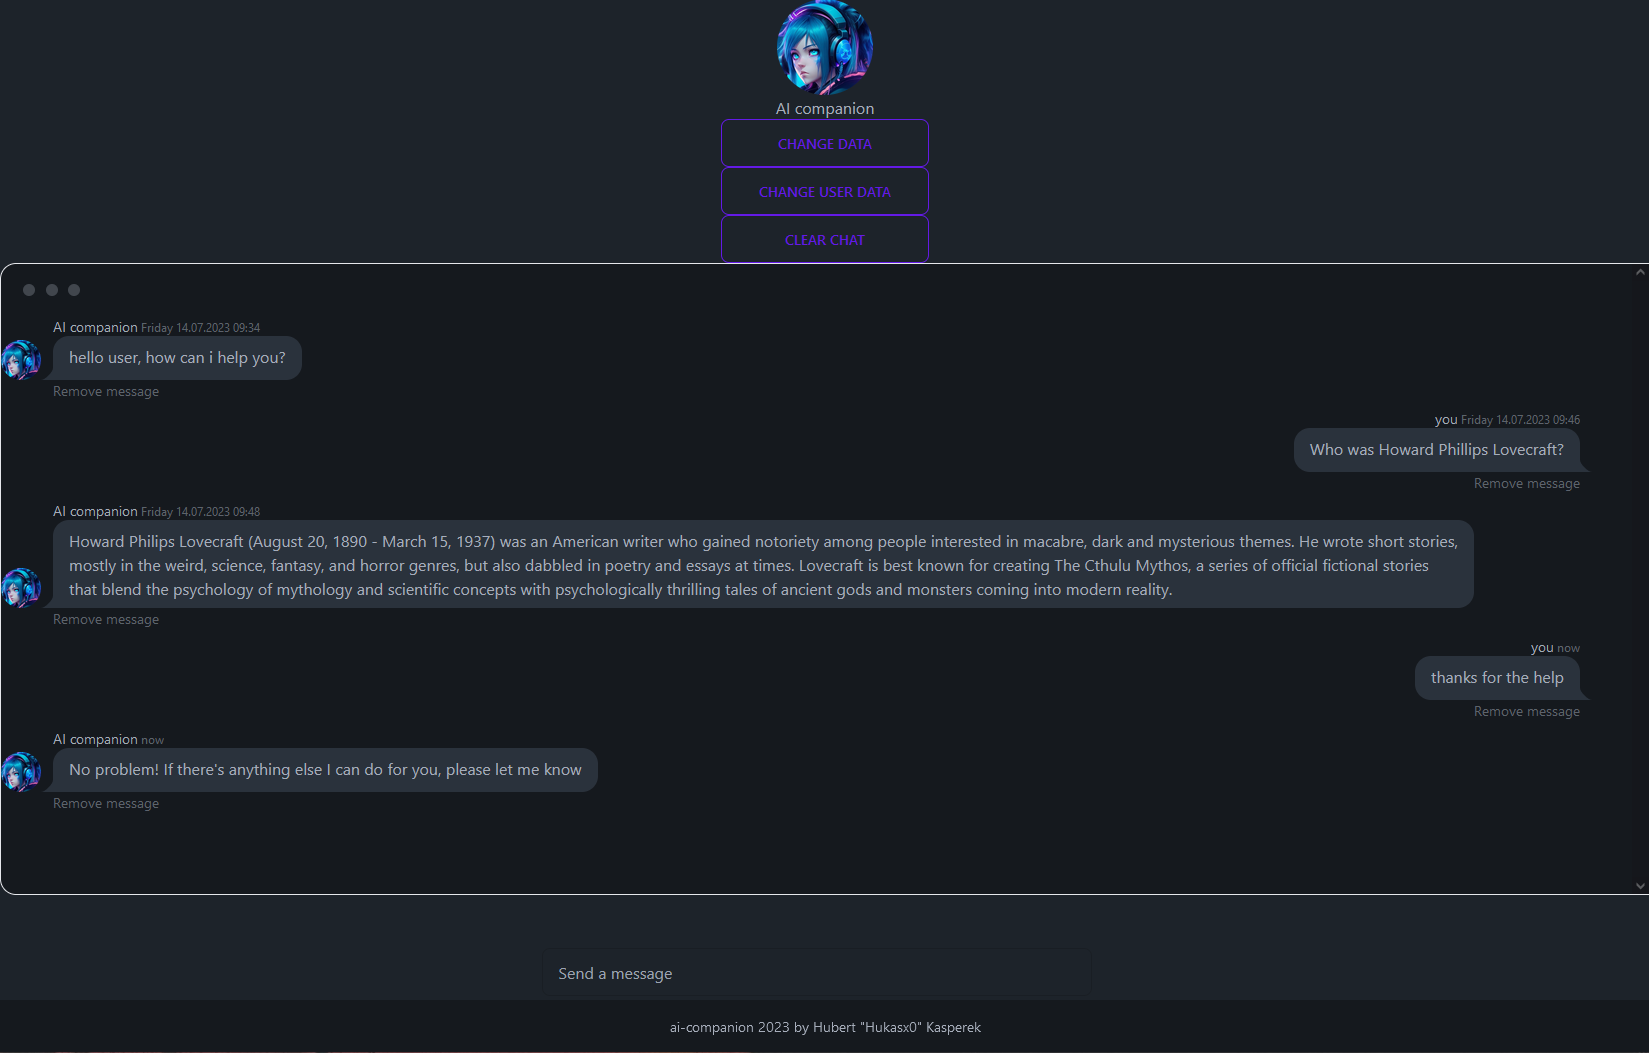 AI companion
CHANGE DATA
CHANGE USER DATA
CLEAR CHAT
AI companion Friday 14.07.2023 09:34
hello user, how can i help you?
Remove message
you Friday 14.07.2023 09:46
Who was Howard Phillips Lovecraft?
Remove message
AI companion Friday 14.07.2023 09:48
Howard Philips Lovecraft (August 20, 1890 - March 15, 1937) was an American writer who gained notoriety among people interested in macabre, dark and mysterious themes. He wrote short stories,
mostly in the weird, science, fantasy, and horror genres, but also dabbled in poetry and essays at times. Lovecraft is best known for creating The Cthulu Mythos, a series of official fictional stories
that blend the psychology of mythology and scientific concepts with psychologically thrilling tales of ancient gods and monsters coming into modern reality.
Remove message
you now
thanks for the help
Remove message
AI companion now
No problem! If there's anything else I can do for you, please let me know
Remove message
Send a message
ai-companion 2023 by Hubert "Hukasx0" Kasperek